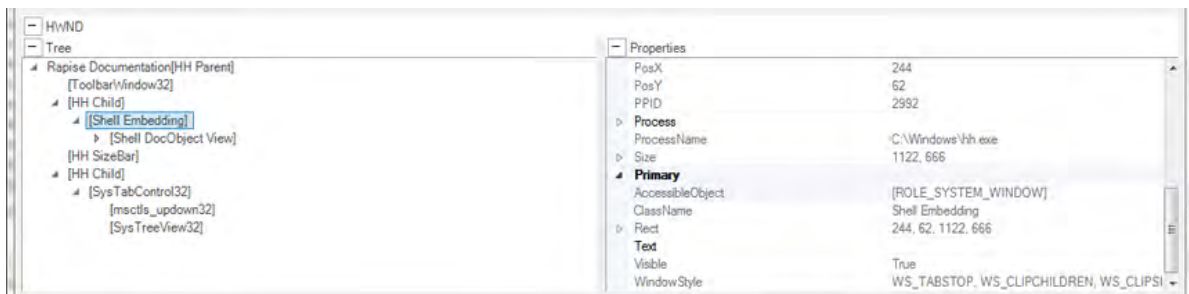 HWND
Tree
Rapise Documentation[HH Parent]
[ToolbarWindow32]
[HH Child]
[Shell Embedding]
[Shell DocObject View]
[HH SizeBar]
[HH Child]
[SysTabControl32]
[msctls_updown32]
[SysTreeView32]
Properties
PosX 244
PosY 62
PPID 2992
Process
ProcessName C:\Windows\hh.exe
Size 1122, 666
Primary
AccessibleObject [ROLE_SYSTEM_WINDOW]
ClassName Shell Embedding
Rect 244, 62, 1122, 666
Text
Visible True
WindowStyle WS_TABSTOP, WS_CLIPCHILDREN, WS_CLIPSI